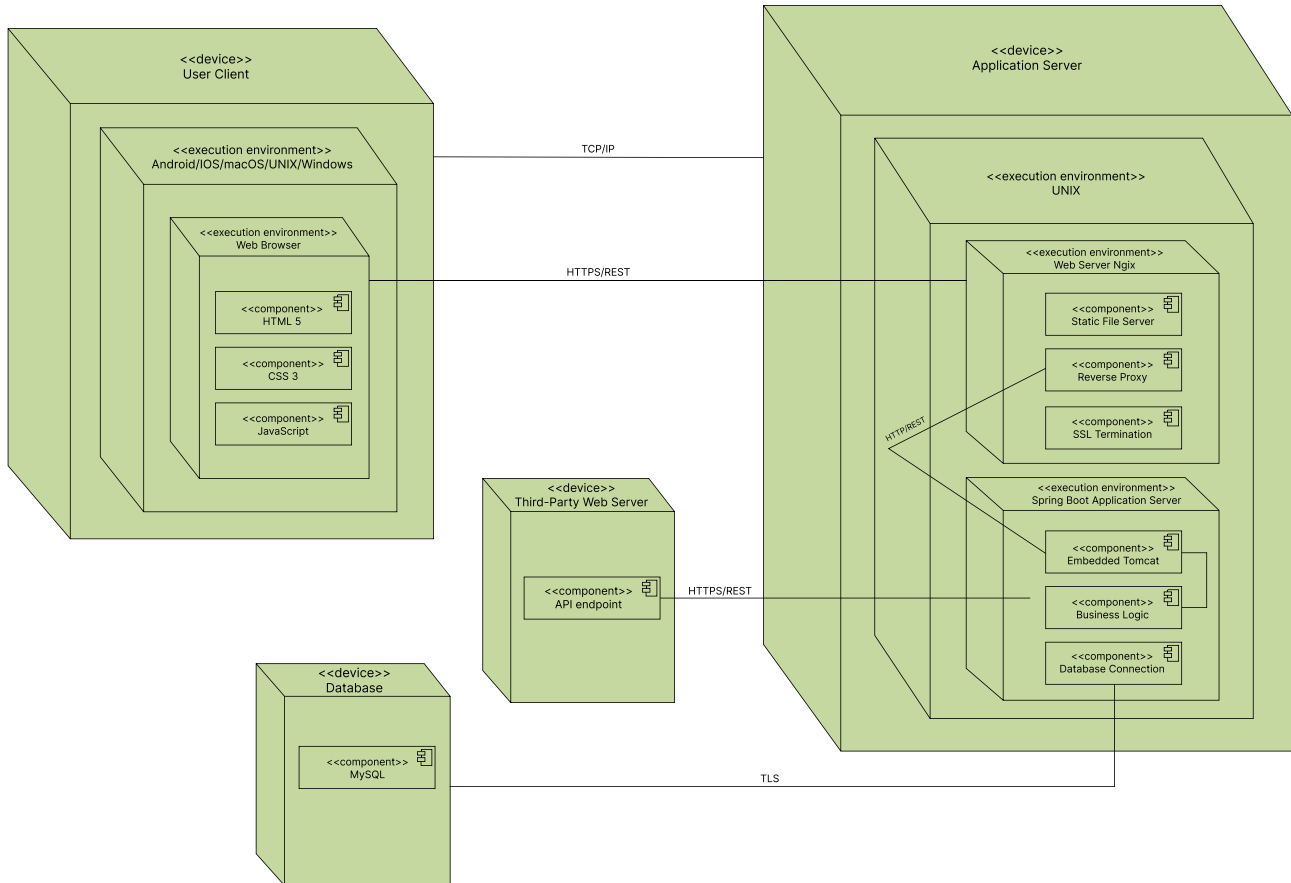 <<device>>
User Client
<<execution environment>>
Android/IOS/macOS/UNIX/Windows
<<execution environment>>
Web Browser
<<component>>
HTML 5
<<component>>
CSS 3
<<component>>
JavaScript
TCP/IP
HTTPS/REST
<<device>>
Application Server
<<execution environment>>
UNIX
<<execution environment>>
Web Server Ngix
<<component>>
Static File Server
<<component>>
Reverse Proxy
<<component>>
SSL Termination
HTTP/REST
<<execution environment>>
Spring Boot Application Server
<<component>>
Embedded Tomcat
<<component>>
Business Logic
<<component>>
Database Connection
<<device>>
Third-Party Web Server
<<component>>
API endpoint
HTTPS/REST
<<device>>
Database
<<component>>
MySQL
TLS